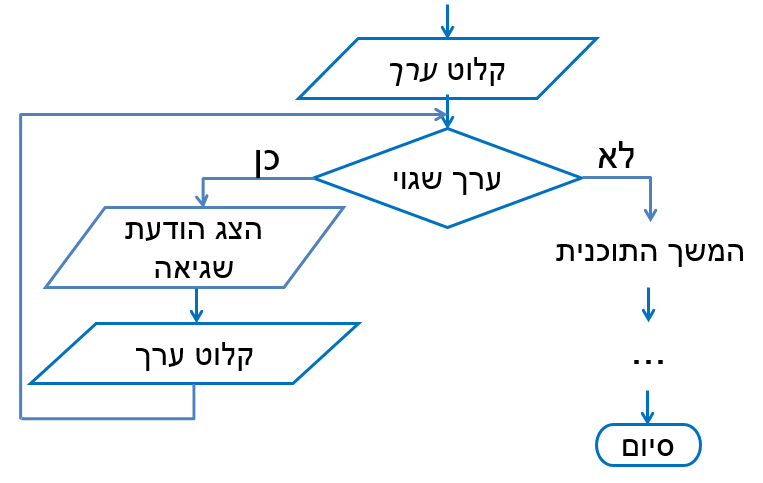 קלוט ערך
ערך שגוי
כן
לא
הצג הודעת
שגיאה
קלוט ערך
המשך התוכנית
...
סיום